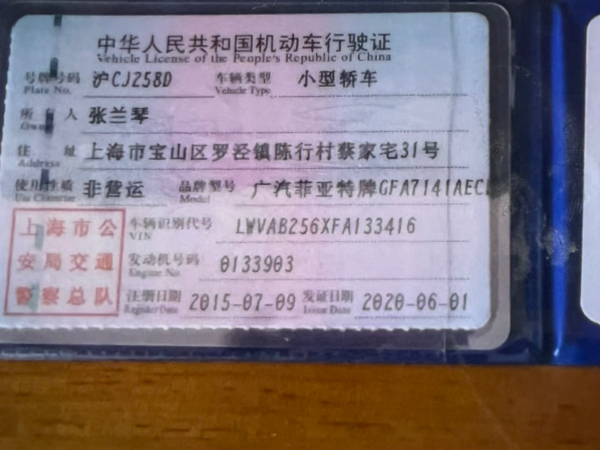 中华人民共和国机动车行驶证
Vehicle License of the People's Republic of China
号牌号码 沪CJ258D 车辆类型 小型轿车
Plate No. Vehicle Type
所有人 张兰琴
Owner
住址 上海市宝山区罗泾镇陈行村蔡家宅31号
Address
使用性质 非营运 品牌型号 广汽菲亚特牌GFA7141AEC
Use Character Model
上海市公 车辆识别代号 LWVAB256XFA133416
VIN
安局交通 发动机号码 0133903
Engine No.
警察总队 注册日期 2015-07-09 发证日期 2020-06-01
Register Date Issue Date